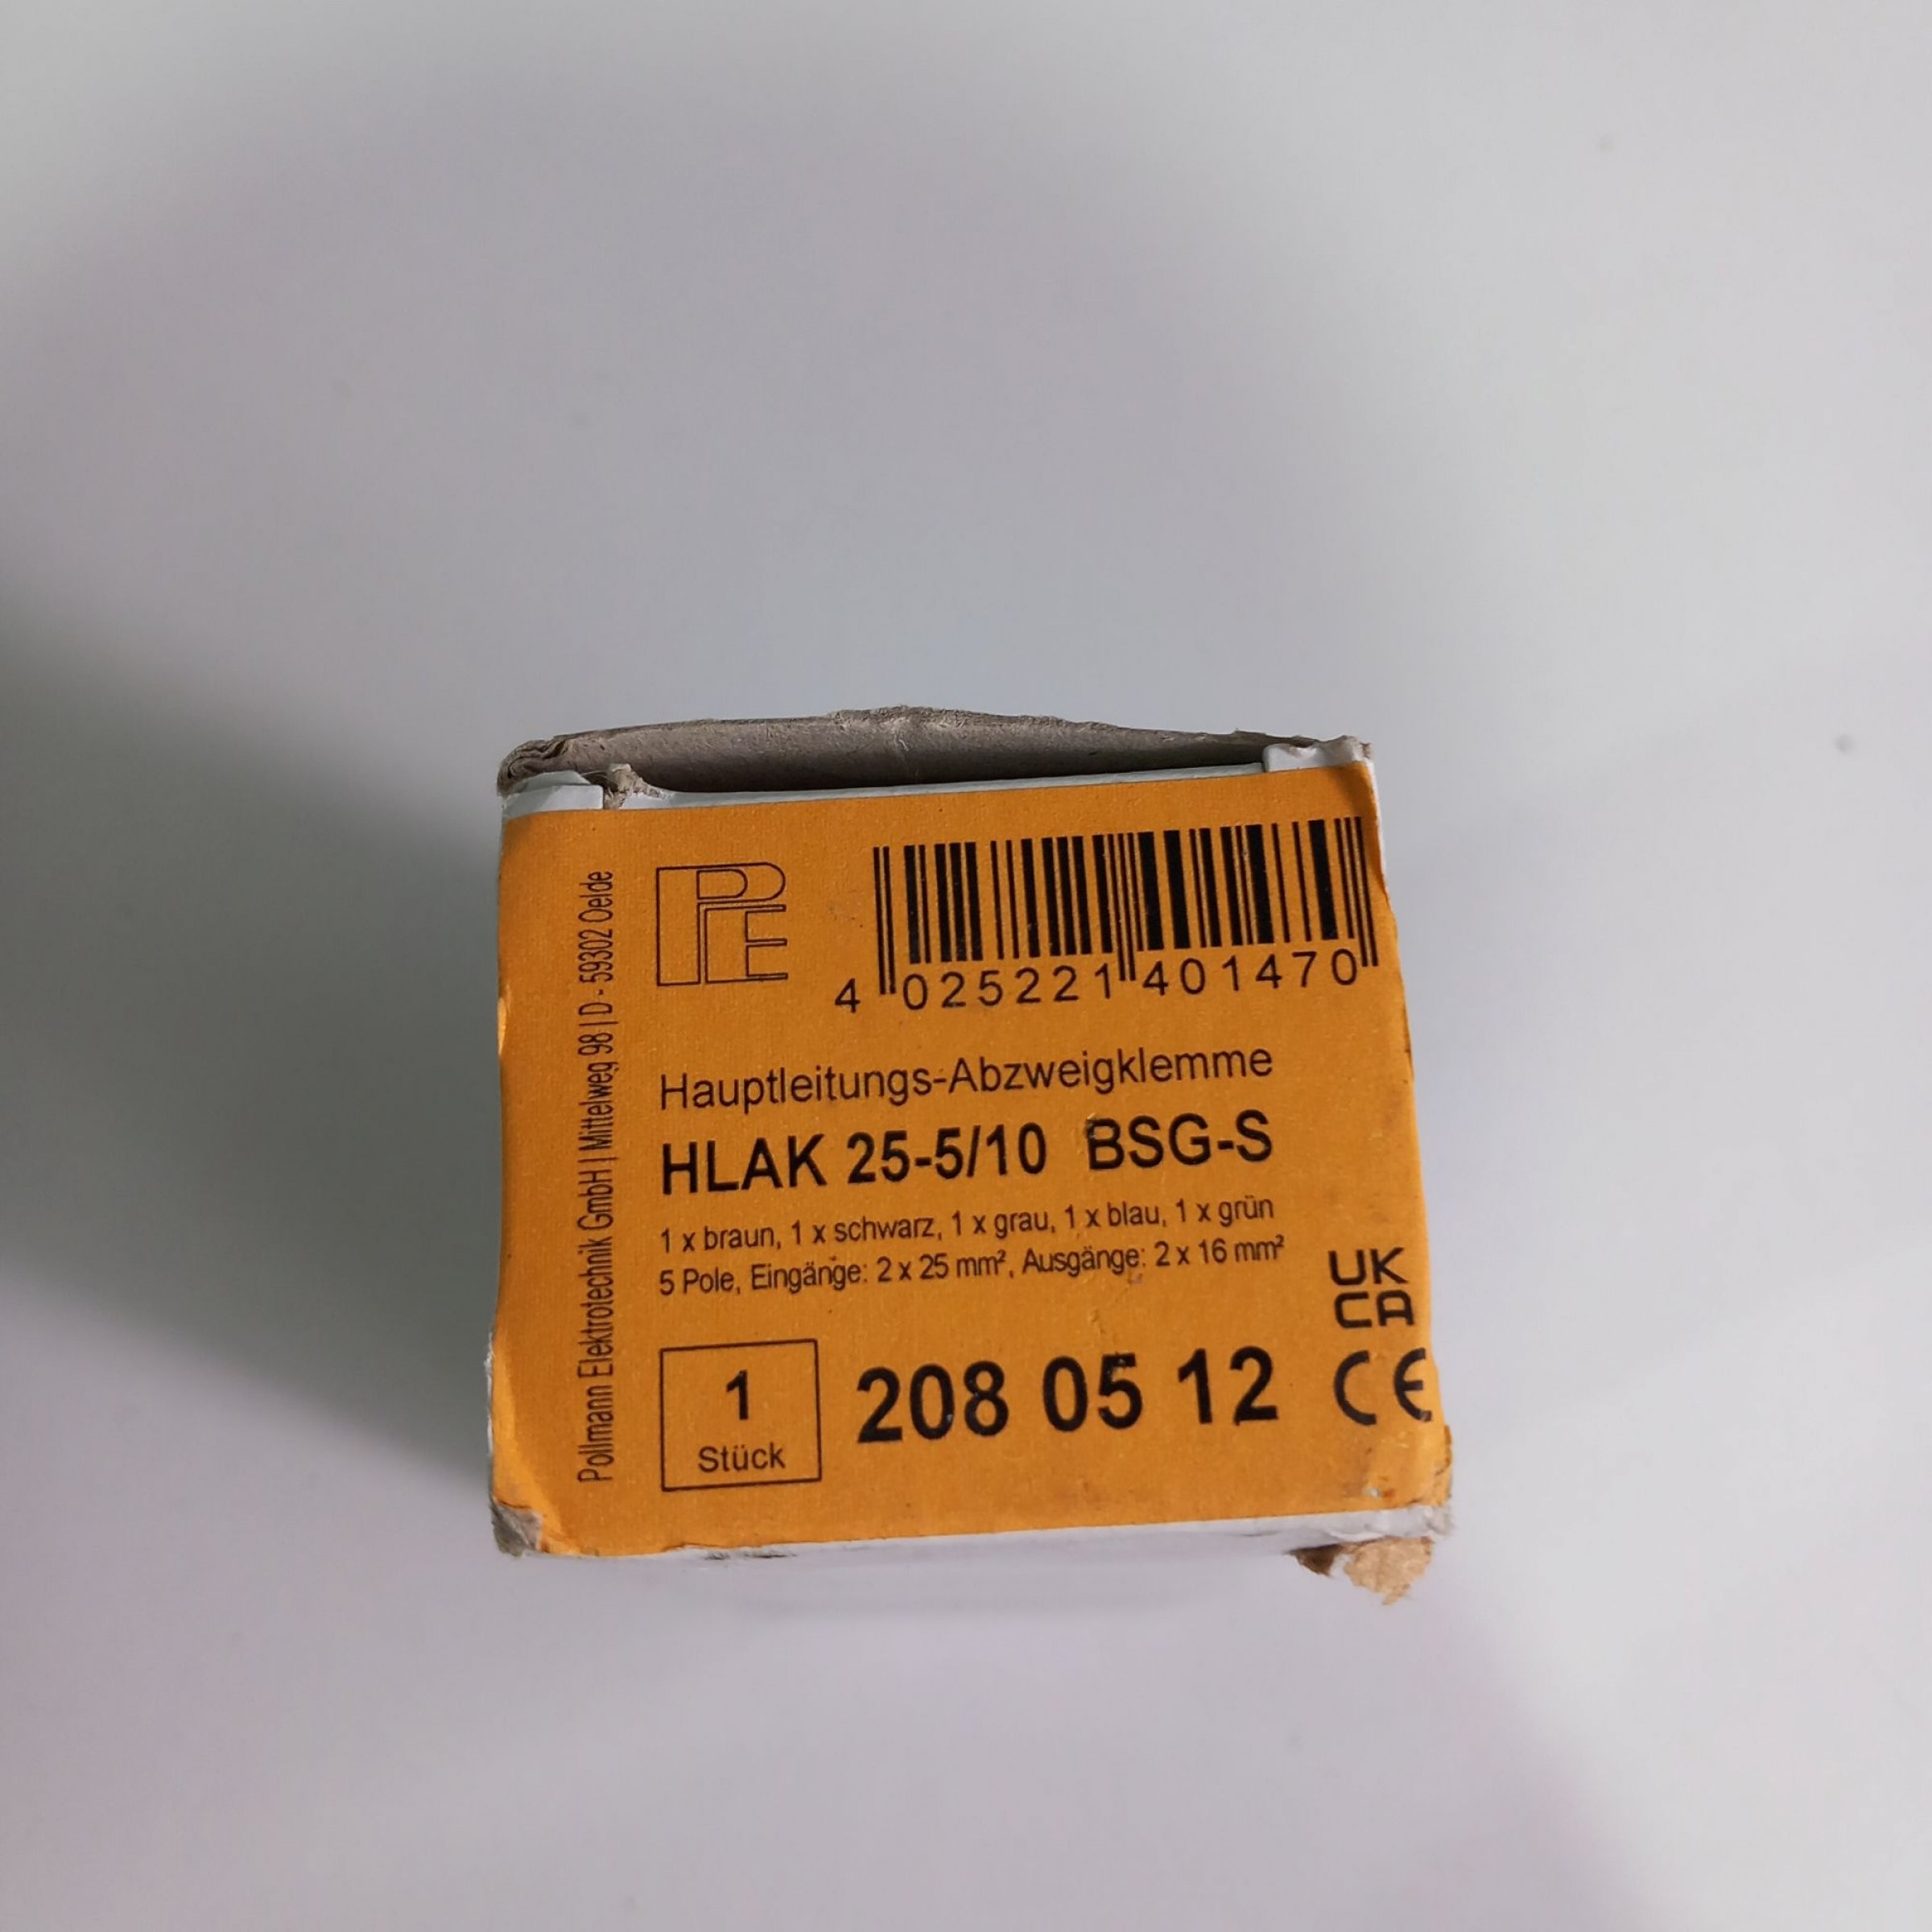 PE
4 025221 401470
Hauptleitungs-Abzweigklemme
HLAK 25-5/10 BSG-S
1 x braun, 1 x schwarz, 1 x grau, 1 x blau, 1 x grün
5 Pole, Eingänge: 2 x 25 mm², Ausgänge: 2 x 16 mm²
UK
CA
1
Stück
208 05 12
CE
Pollmann Elektrotechnik GmbH | Mittelweg 98 | D - 59302 Oelde